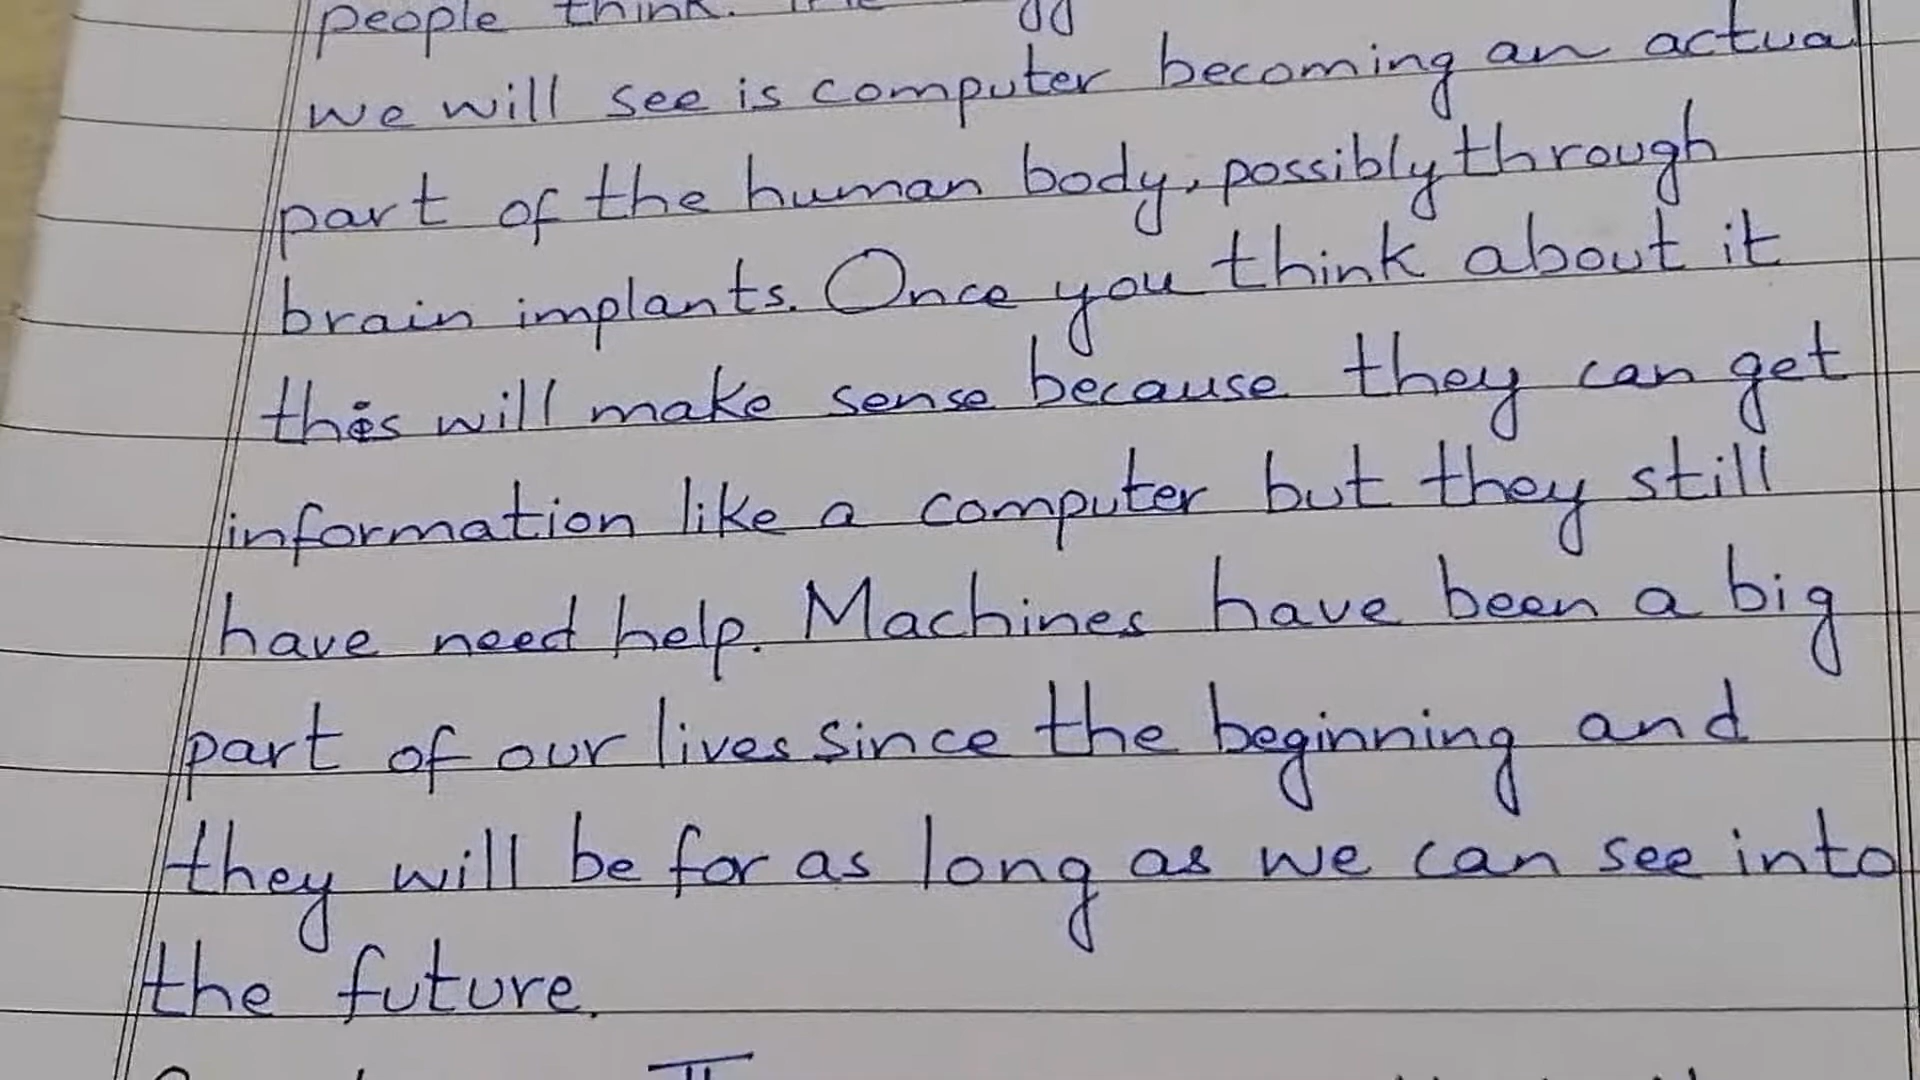 people think.
we will see is computer becoming an actual
part of the human body, possibly through
brain implants. Once you think about it
this will make sense because they can get
information like a computer but they still
have need help. Machines have been a big
part of our lives since the beginning and
they will be for as long as we can see into
the future.
II